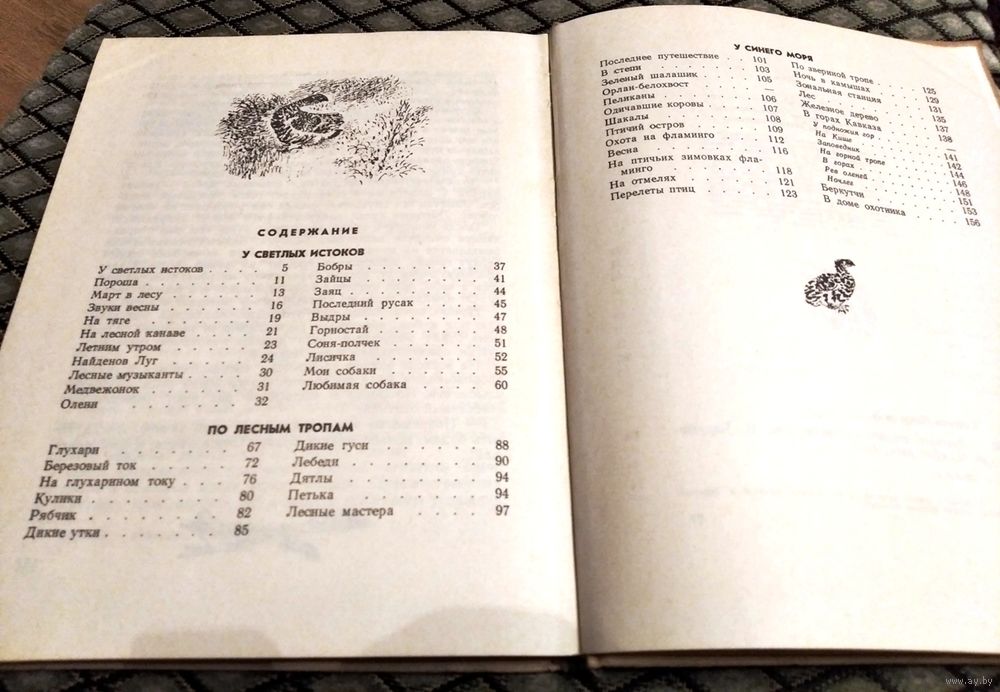 СОДЕРЖАНИЕ
У СВЕТЛЫХ ИСТОКОВ
У светлых истоков . . . . 5
Пороша . . . . . . . 11
Март в лесу . . . . . . 13
Звуки весны . . . . . . 16
На тяге . . . . . . . 19
На лесной канаве . . . . 21
Летним утром . . . . . 23
Найденов Луг . . . . . 24
Лесные музыканты . . . . 30
Медвежонок . . . . . . 31
Олени . . . . . . . 32
Бобры . . . . . . . 37
Зайцы . . . . . . . 41
Заяц . . . . . . . 44
Последний русак . . . . 45
Выдры . . . . . . . 47
Горностай . . . . . . 48
Соня-полчек . . . . . 51
Лисичка . . . . . . 52
Мои собаки . . . . . 55
Любимая собака . . . . 60
ПО ЛЕСНЫМ ТРОПАМ
Глухари . . . . . . 67
Березовый ток . . . . . 72
На глухарином току . . . . 76
Кулики . . . . . . . 80
Рябчик . . . . . . . 82
Дикие утки . . . . . . . 85
Дикие гуси . . . . . . 88
Лебеди . . . . . . . 90
Дятлы . . . . . . . 94
Петька . . . . . . . 94
Лесные мастера . . . . 97
У СИНЕГО МОРЯ
Последнее путешествие . . 101
В степи . . . . . . . 103
Зеленый шалашик . . . . 105
Орлан-белохвост . . . . —
Пеликаны . . . . . . 106
Одичавшие коровы . . . . 107
Шакалы . . . . . . . 108
Птичий остров . . . . . 109
Охота на фламинго . . . . 112
Весна . . . . . . . 116
На птичьих зимовках фла-
минго . . . . . . . 118
На отмелях . . . . . . 121
Перелеты птиц . . . . . 123
По звериной тропе . . . . 125
Ночь в камышах . . . . . 129
Зональная станция . . . . 131
Лес . . . . . . . 135
Железное дерево . . . . 137
В горах Кавказа . . . . 138
У подножия гор . . . . —
На Кише . . . . . . 141
Заповедник . . . . . . 142
На горной тропе . . . . 144
В горах . . . . . . 146
Рев оленей . . . . . . 148
Ночлег . . . . . . . 151
Беркутчи . . . . . . 153
В доме охотника . . . . 156
www.ay.by